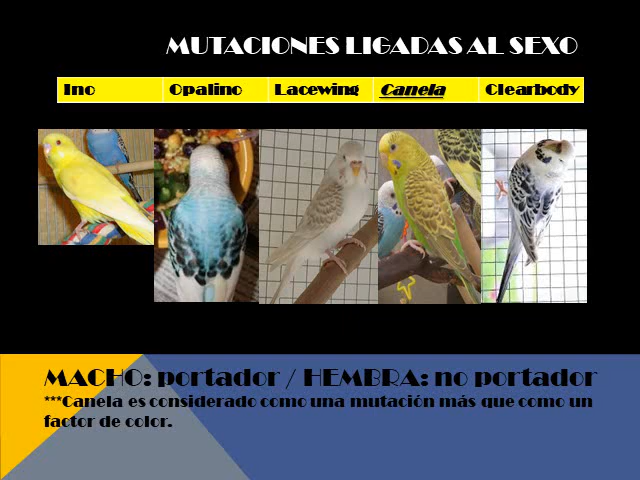 MUTACIONES LIGADAS AL SEXO
Ino Opalino Lacewing Canela Clearbody
MACHO: portador / HEMBRA: no portador
***Canela es considerado como una mutación más que como un
factor de color.